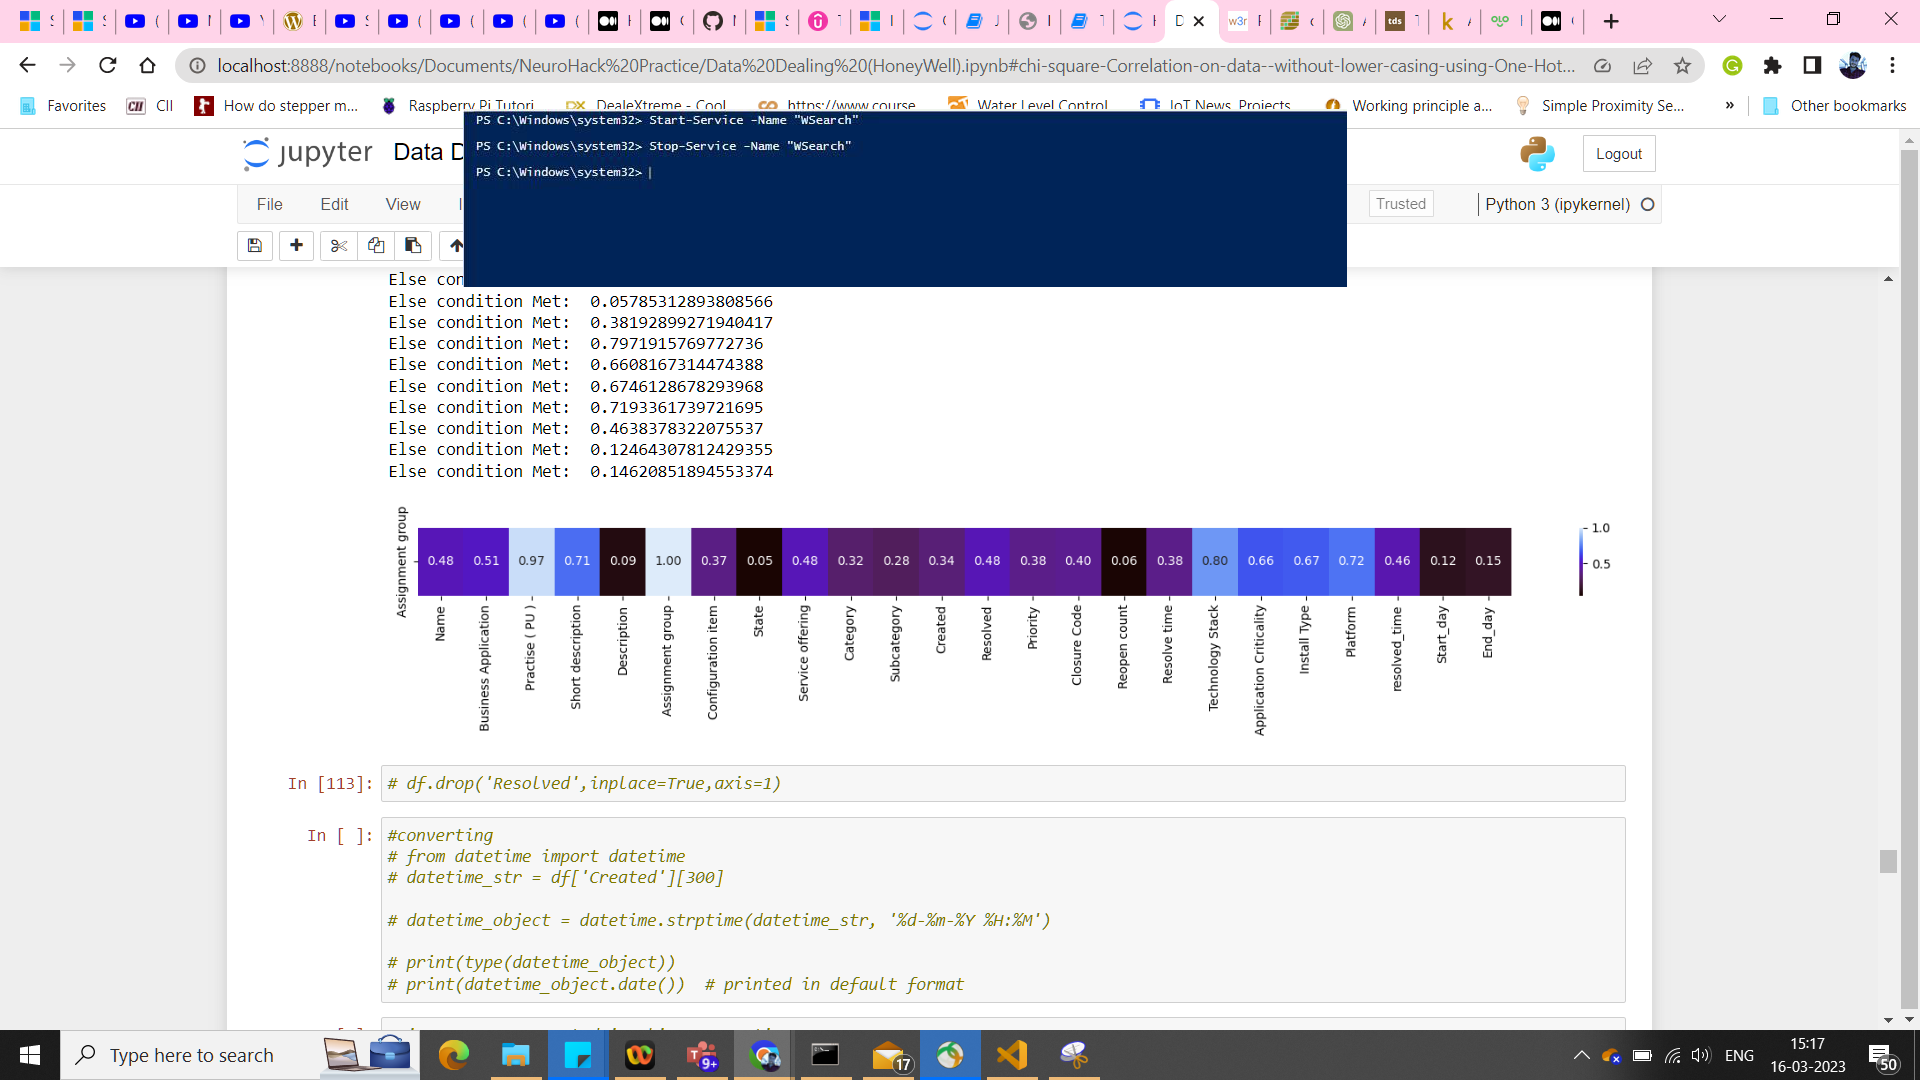 localhost:8888/notebooks/Documents/NeuroHack%20Practice/Data%20Dealing%20(HoneyWell).ipynb#chi-square-Correlation-on-data--without-lower-casing-using-One-Hot...
Favorites
CII
How do stepper m...
Raspberry Pi Tutori
DealeXtreme - Cool
https://www.course
Water Level Control
IoT News, Projects
Working principle a...
Simple Proximity Se...
»
Other bookmarks
PS C:\Windows\system32> Start-Service -Name "WSearch"
PS C:\Windows\system32> Stop-Service -Name "WSearch"
PS C:\Windows\system32>
jupyter
Data D
Logout
File
Edit
View
Trusted
Python 3 (ipykernel)
Else con
Else condition Met:  0.05785312893808566
Else condition Met:  0.38192899271940417
Else condition Met:  0.7971915769772736
Else condition Met:  0.6608167314474388
Else condition Met:  0.6746128678293968
Else condition Met:  0.7193361739721695
Else condition Met:  0.4638378322075537
Else condition Met:  0.12464307812429355
Else condition Met:  0.14620851894553374
Assignment group
0.48 0.51 0.97 0.71 0.09 1.00 0.37 0.05 0.48 0.32 0.28 0.34 0.48 0.38 0.40 0.06 0.38 0.80 0.66 0.67 0.72 0.46 0.12 0.15
1.0
0.5
Name
Business Application
Practise ( PU )
Short description
Description
Assignment group
Configuration item
State
Service offering
Category
Subcategory
Created
Resolved
Priority
Closure Code
Reopen count
Resolve time
Technology Stack
Application Criticality
Install Type
Platform
resolved_time
Start_day
End_day
In [113]:
# df.drop('Resolved',inplace=True,axis=1)
In [ ]:
#converting
# from datetime import datetime
# datetime_str = df['Created'][300]
# datetime_object = datetime.strptime(datetime_str, '%d-%m-%Y %H:%M')
# print(type(datetime_object))
# print(datetime_object.date())  # printed in default format
Type here to search
9+
17
ENG
15:17
16-03-2023
50